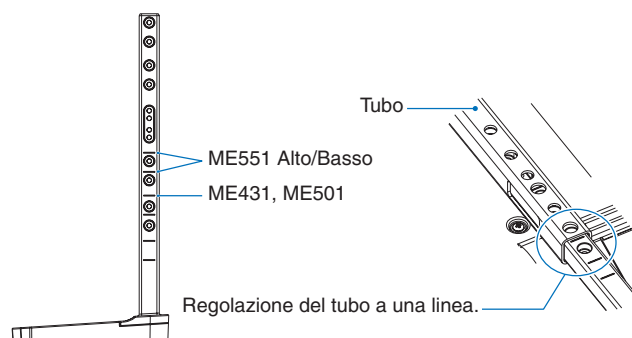 Tubo
ME551 Alto/Basso
ME431, ME501
Regolazione del tubo a una linea.